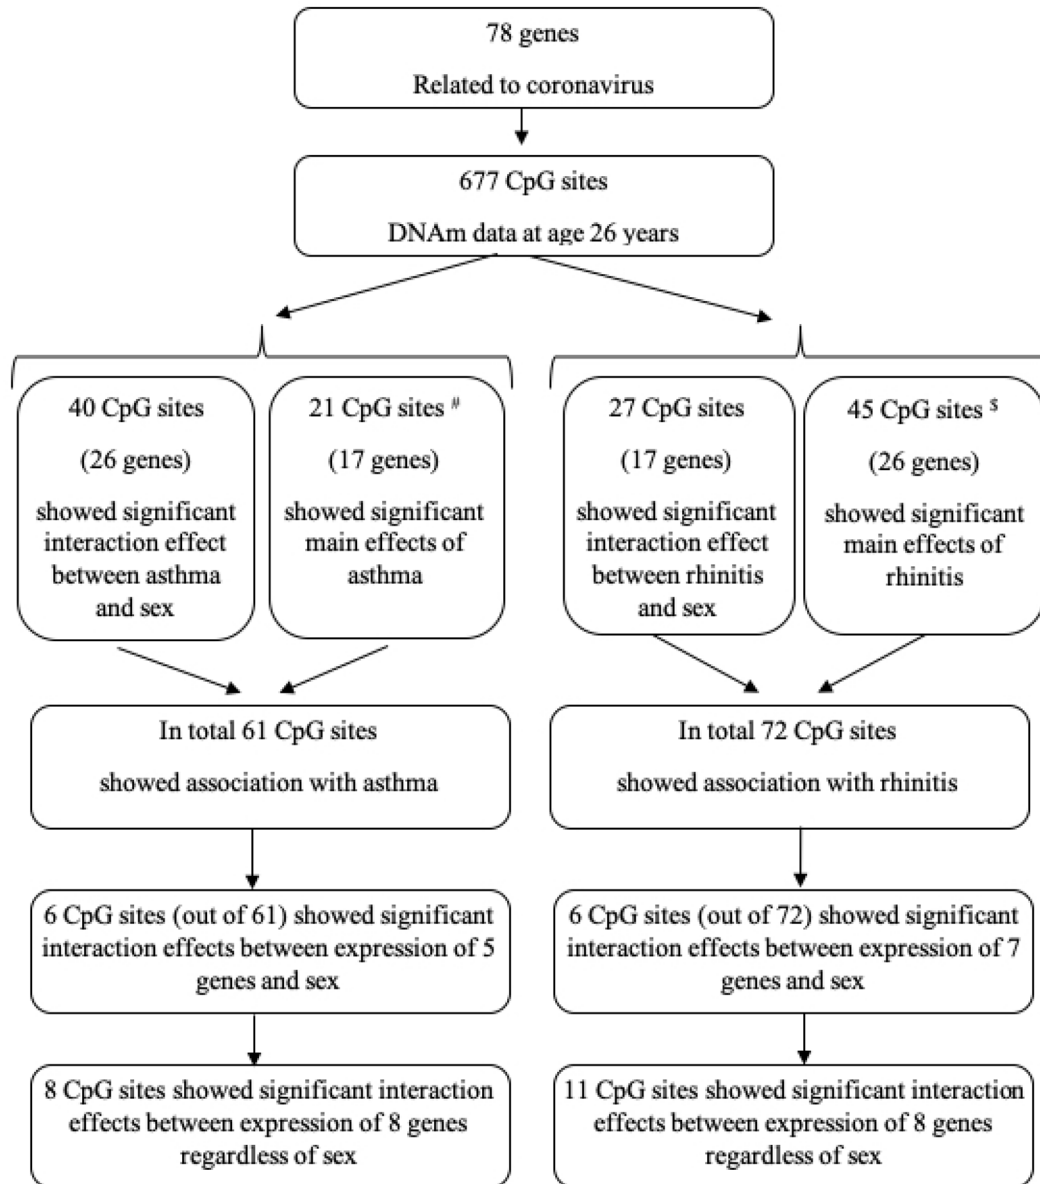 78 genes
Related to coronavirus
677 CpG sites
DNAm data at age 26 years
40 CpG sites
(26 genes)
showed significant
interaction effect
between asthma
and sex
21 CpG sites #
(17 genes)
showed significant
main effects of
asthma
27 CpG sites
(17 genes)
showed significant
interaction effect
between rhinitis
and sex
45 CpG sites $
(26 genes)
showed significant
main effects of
rhinitis
In total 61 CpG sites
showed association with asthma
In total 72 CpG sites
showed association with rhinitis
6 CpG sites (out of 61) showed significant
interaction effects between expression of 5
genes and sex
6 CpG sites (out of 72) showed significant
interaction effects between expression of 7
genes and sex
8 CpG sites showed significant interaction
effects between expression of 8 genes
regardless of sex
11 CpG sites showed significant interaction
effects between expression of 8 genes
regardless of sex